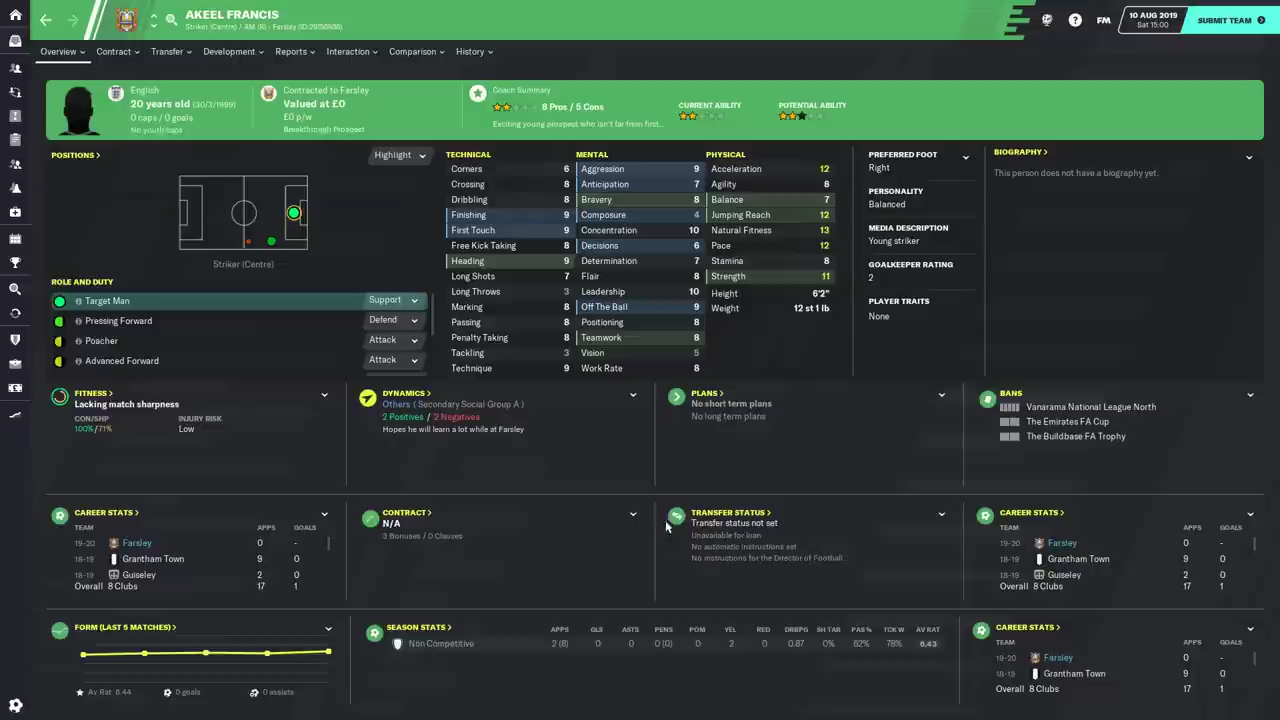 AKEEL FRANCIS
Striker (Centre) / AM (R) - Farsley
FM
10 AUG 2019
Sat 15:00
SUBMIT TEAM
Overview
Contract
Transfer
Development
Reports
Interaction
Comparison
History
English
20 years old (30/3/1999)
0 caps / 0 goals
No youth caps
Contracted to Farsley
Valued at £0
£0 p/w
Breakthrough Prospect
Coach Summary
8 Pros / 5 Cons
Exciting young prospect who isn't far from first...
CURRENT ABILITY
POTENTIAL ABILITY
POSITIONS >
Highlight
Striker (Centre)
ROLE AND DUTY
Target Man Support
Pressing Forward Defend
Poacher Attack
Advanced Forward Attack
TECHNICAL
Corners 6
Crossing 8
Dribbling 8
Finishing 9
First Touch 9
Free Kick Taking 8
Heading 9
Long Shots 7
Long Throws 3
Marking 8
Passing 8
Penalty Taking 8
Tackling 3
Technique 9
MENTAL
Aggression 9
Anticipation 7
Bravery 8
Composure 4
Concentration 10
Decisions 6
Determination 7
Flair 8
Leadership 10
Off The Ball 9
Positioning 8
Teamwork 8
Vision 5
Work Rate 8
PHYSICAL
Acceleration 12
Agility 8
Balance 7
Jumping Reach 12
Natural Fitness 13
Pace 12
Stamina 8
Strength 11
Height 6'2"
Weight 12 st 1 lb
PREFERRED FOOT
Right
PERSONALITY
Balanced
MEDIA DESCRIPTION
Young striker
GOALKEEPER RATING
2
PLAYER TRAITS
None
BIOGRAPHY >
This person does not have a biography yet.
FITNESS >
Lacking match sharpness
CON/SHP
100%/71%
INJURY RISK
Low
DYNAMICS >
Others ( Secondary Social Group A )
2 Positives / 2 Negatives
Hopes he will learn a lot while at Farsley
PLANS >
No short term plans
No long term plans
BANS
Vanarama National League North
The Emirates FA Cup
The Buildbase FA Trophy
CAREER STATS >
TEAM APPS GOALS
19-20 Farsley 0 -
18-19 Grantham Town 9 0
18-19 Guiseley 2 0
Overall 8 Clubs 17 1
CONTRACT >
N/A
3 Bonuses / 0 Clauses
TRANSFER STATUS >
Transfer status not set
Unavailable for loan
No automatic instructions set
No instructions for the Director of Football
CAREER STATS >
TEAM APPS GOALS
19-20 Farsley 0 -
18-19 Grantham Town 9 0
18-19 Guiseley 2 0
Overall 8 Clubs 17 1
FORM (LAST 5 MATCHES) >
Av Rat 6.44 0 goals 0 assists
SEASON STATS >
APPS GLS ASTS PENS POM YEL RED DRBPG SH TAR PAS % TCK W AV RAT
Non Competitive 2 (8) 0 0 0 (0) 0 2 0 0.87 0% 62% 78% 6.43
CAREER STATS >
TEAM APPS GOALS
19-20 Farsley 0 -
18-19 Grantham Town 9 0
Overall 8 Clubs 17 1